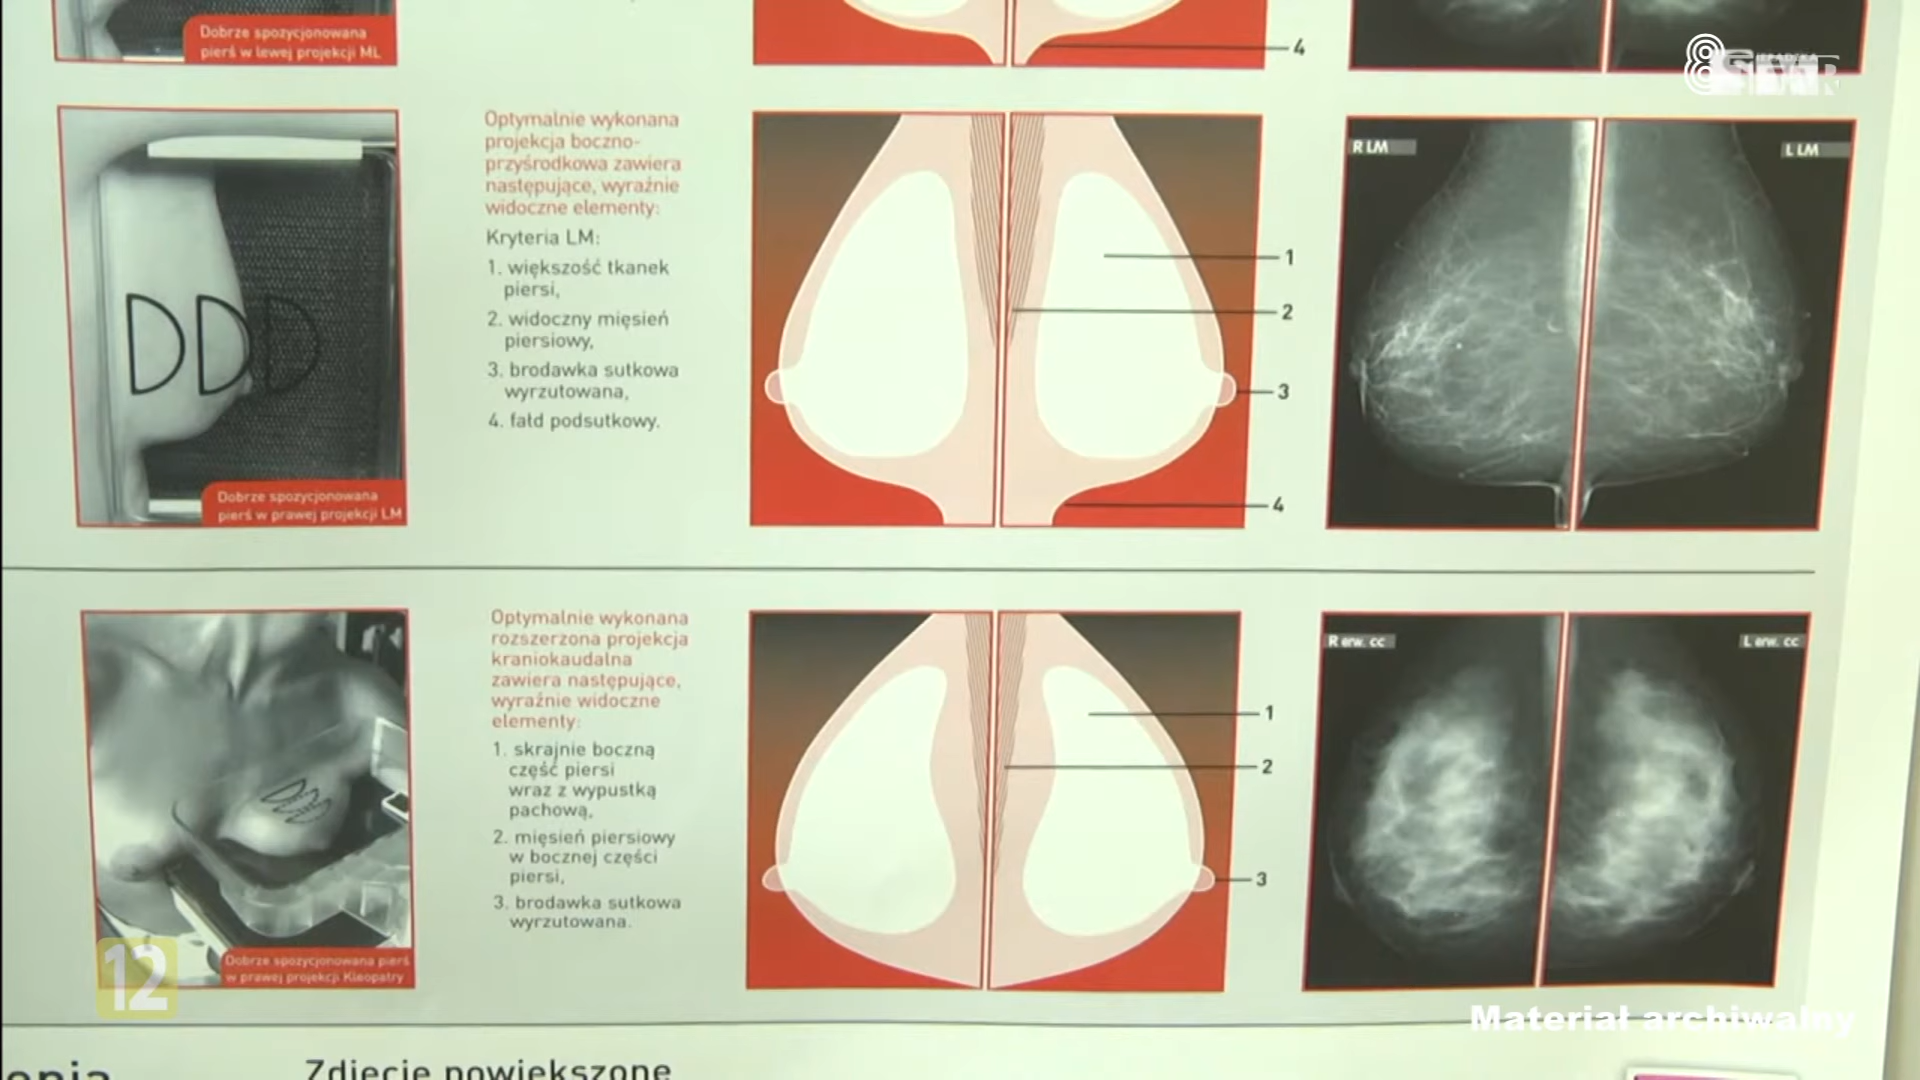 Dobrze spozycjonowana
pierś w lewej projekcji ML
4
Optymalnie wykonana
projekcja boczno-
przyśrodkowa zawiera
następujące, wyraźnie
widoczne elementy:
Kryteria LM:
1. większość tkanek
piersi,
2. widoczny mięsień
piersiowy,
3. brodawka sutkowa
wyrzutowana,
4. fałd podsutkowy.
Dobrze spozycjonowana
pierś w prawej projekcji LM
1
2
3
4
R LM
L LM
Optymalnie wykonana
rozszerzona projekcja
kraniokaudalna
zawiera następujące,
wyraźnie widoczne
elementy:
1. skrajnie boczną
część piersi
wraz z wypustką
pachową,
2. mięsień piersiowy
w bocznej części
piersi,
3. brodawka sutkowa
wyrzutowana.
Dobrze spozycjonowana pierś
w prawej projekcji Kleopatry
1
2
3
R erw. cc
L erw. cc
12
Materiał archiwalny
Zdjęcie powiększone